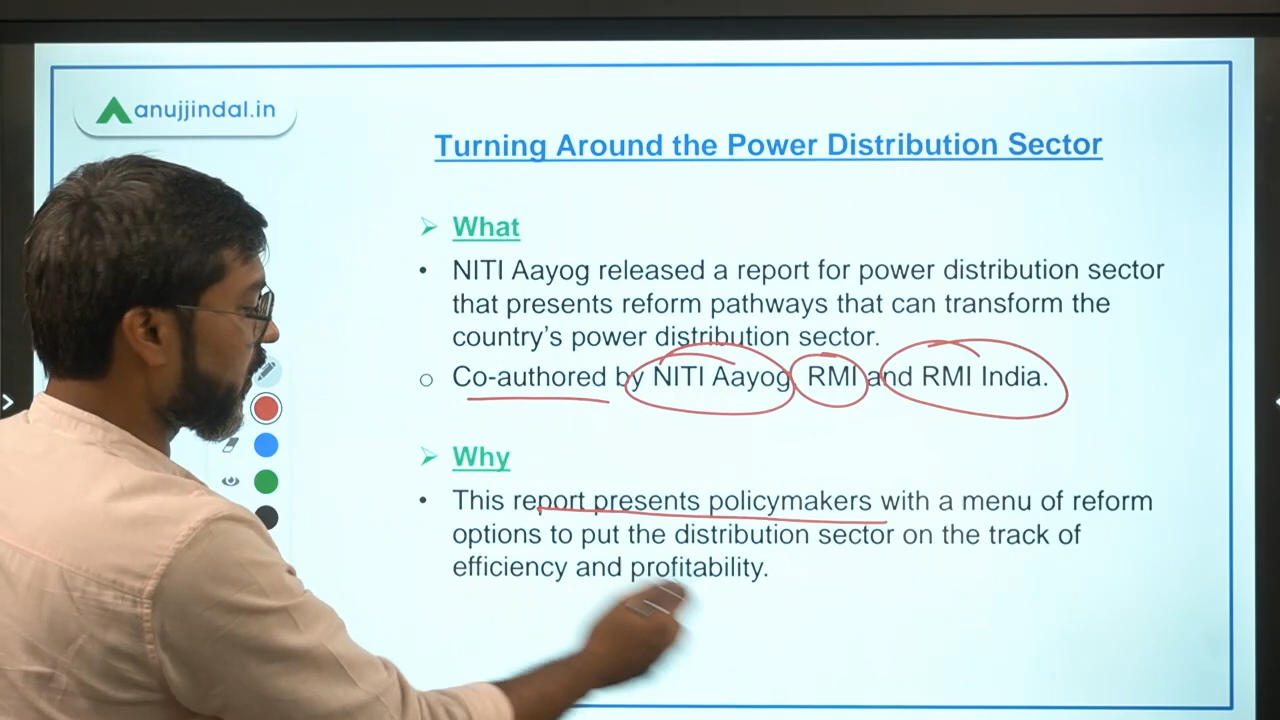 anujjindal.in
Turning Around the Power Distribution Sector
What
NITI Aayog released a report for power distribution sector
that presents reform pathways that can transform the
country's power distribution sector.
Co-authored by NITI Aayog RMI and RMI India.
Why
This report presents policymakers with a menu of reform
options to put the distribution sector on the track of
efficiency and profitability.